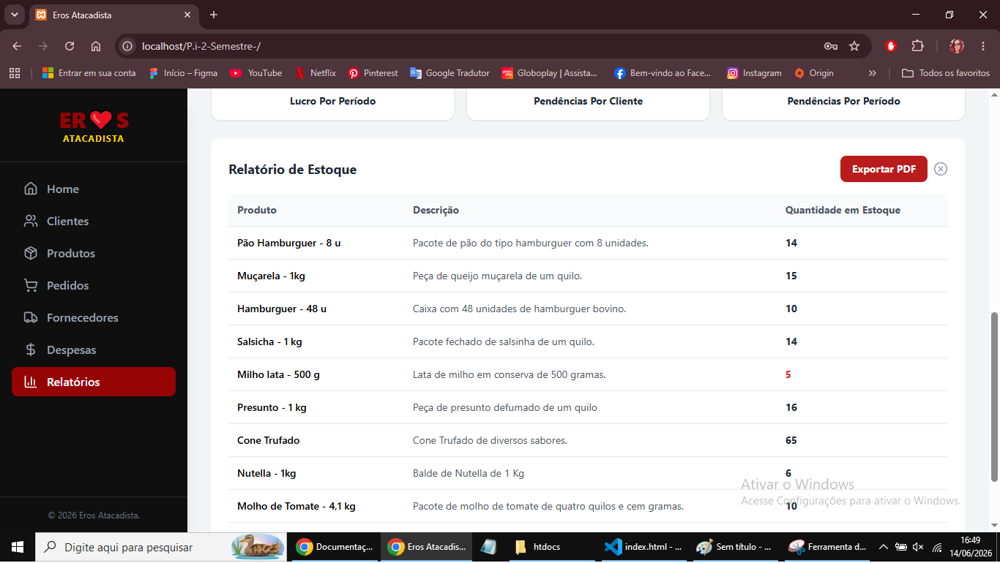 Eros Atacadista
localhost/P.i-2-Semestre-/
Entrar em sua conta
Início – Figma
YouTube
Netflix
Pinterest
Google Tradutor
Globoplay | Assista...
Bem-vindo ao Face...
Instagram
Origin
Todos os favoritos
EROS
ATACADISTA
Home
Clientes
Produtos
Pedidos
Fornecedores
Despesas
Relatórios
© 2026 Eros Atacadista.
Lucro Por Período
Pendências Por Cliente
Pendências Por Período
Relatório de Estoque
Exportar PDF
Produto Descrição Quantidade em Estoque
Pão Hamburguer - 8 u Pacote de pão do tipo hamburguer com 8 unidades. 14
Muçarela - 1kg Peça de queijo muçarela de um quilo. 15
Hamburguer - 48 u Caixa com 48 unidades de hamburguer bovino. 10
Salsicha - 1 kg Pacote fechado de salsinha de um quilo. 14
Milho lata - 500 g Lata de milho em conserva de 500 gramas. 5
Presunto - 1 kg Peça de presunto defumado de um quilo 16
Cone Trufado Cone Trufado de diversos sabores. 65
Nutella - 1kg Balde de Nutella de 1 Kg 6
Molho de Tomate - 4,1 kg Pacote de molho de tomate de quatro quilos e cem gramas. 10
Ativar o Windows
Acesse Configurações para ativar o Windows.
Digite aqui para pesquisar
Documentaç...
Eros Atacadis...
htdocs
index.html - ...
Sem título - ...
Ferramenta d...
16:49
14/06/2026